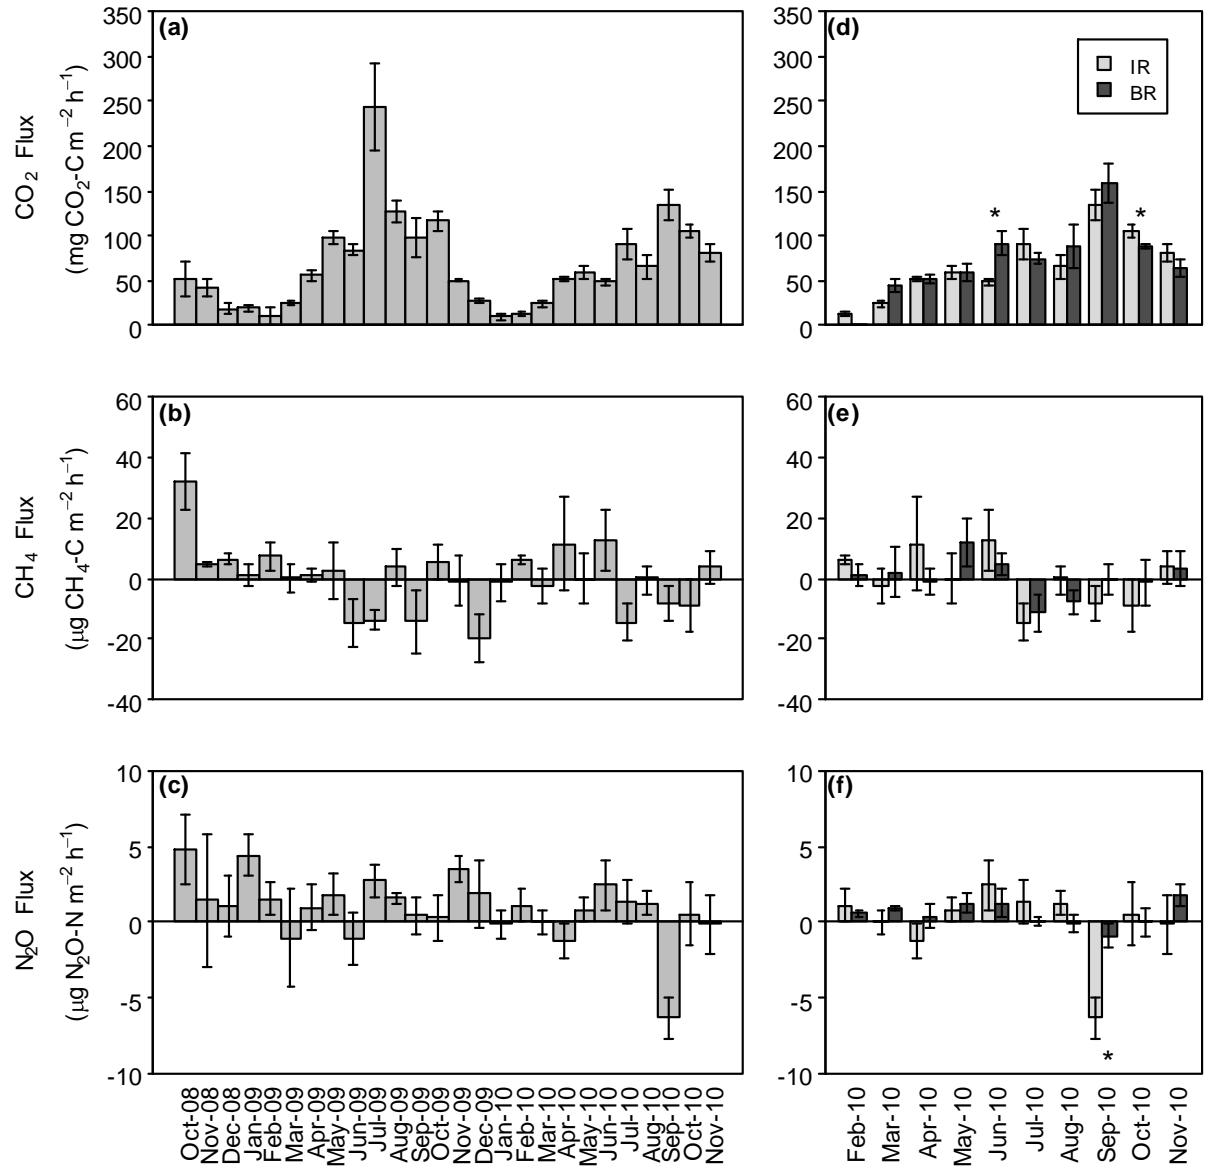 (a)
350
300
250
200
150
100
50
0
CO2 Flux
(mg CO2-C m−2 h−1)
(d)
350
300
250
200
150
100
50
0
IR
BR
*
*
(b)
60
40
20
0
-20
-40
CH4 Flux
(µg CH4-C m−2 h−1)
(e)
60
40
20
0
-20
-40
(c)
10
5
0
-5
-10
N2O Flux
(µg N2O-N m−2 h−1)
(f)
10
5
0
-5
-10
*
Oct-08
Nov-08
Dec-08
Jan-09
Feb-09
Mar-09
Apr-09
May-09
Jun-09
Jul-09
Aug-09
Sep-09
Oct-09
Nov-09
Dec-09
Jan-10
Feb-10
Mar-10
Apr-10
May-10
Jun-10
Jul-10
Aug-10
Sep-10
Oct-10
Nov-10
Feb-10
Mar-10
Apr-10
May-10
Jun-10
Jul-10
Aug-10
Sep-10
Oct-10
Nov-10